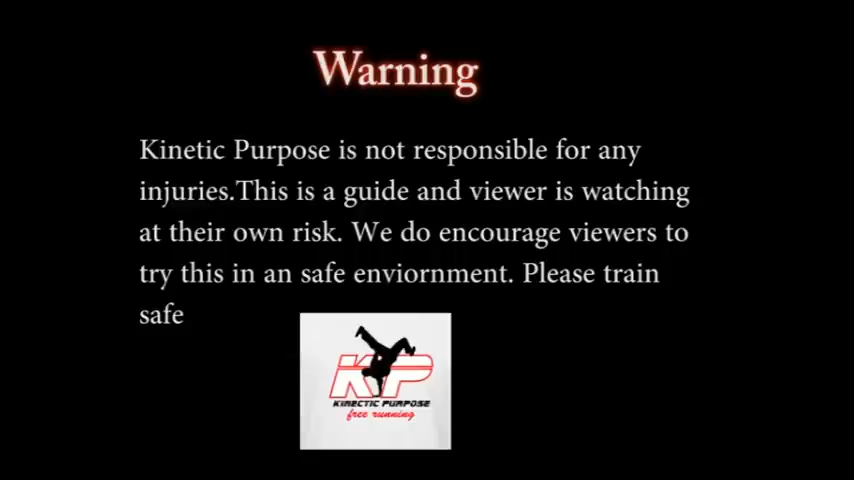 Warning
Kinetic Purpose is not responsible for any
injuries.This is a guide and viewer is watching
at their own risk. We do encourage viewers to
try this in an safe enviornment. Please train
safe
KP
KINECTIC PURPOSE
free running